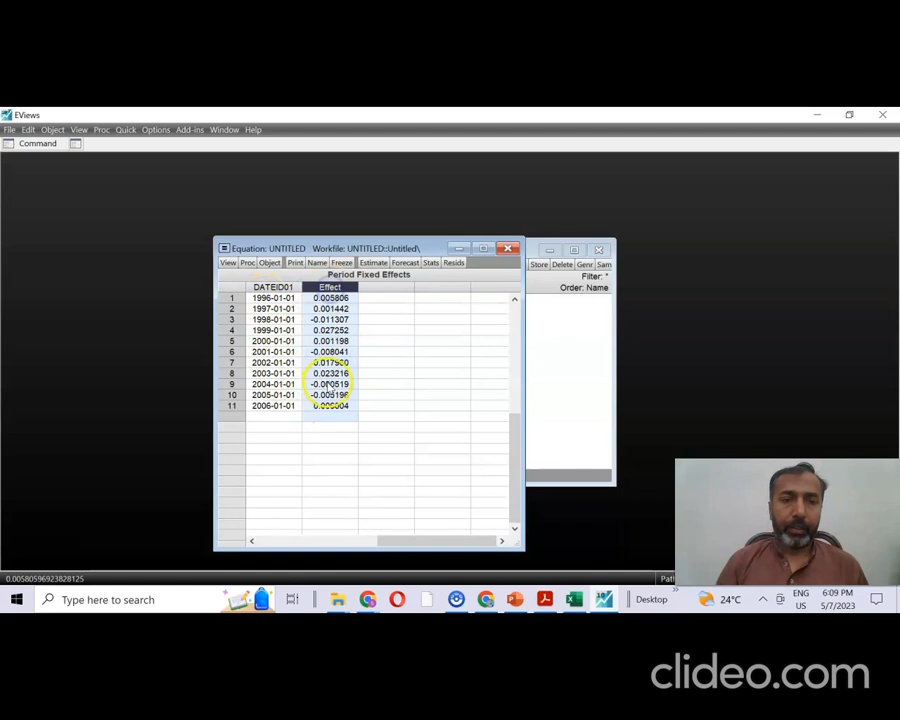 EViews
File Edit Object View Proc Quick Options Add-ins Window Help
Command
Equation: UNTITLED Workfile: UNTITLED::Untitled\
View Proc Object Print Name Freeze Estimate Forecast Stats Resids
Store Delete Genr Sam
Period Fixed Effects
Filter: *
Order: Name
DATEID01 Effect
1 1996-01-01 0.005806
2 1997-01-01 0.001442
3 1998-01-01 -0.011307
4 1999-01-01 0.027252
5 2000-01-01 0.001198
6 2001-01-01 -0.008041
7 2002-01-01
8 2003-01-01 0.023216
9 2004-01-01
10 2005-01-01
11 2006-01-01
0.00580596923828125
Path
Type here to search
10
Desktop
24°C
ENG
US
6:09 PM
5/7/2023
clideo.com